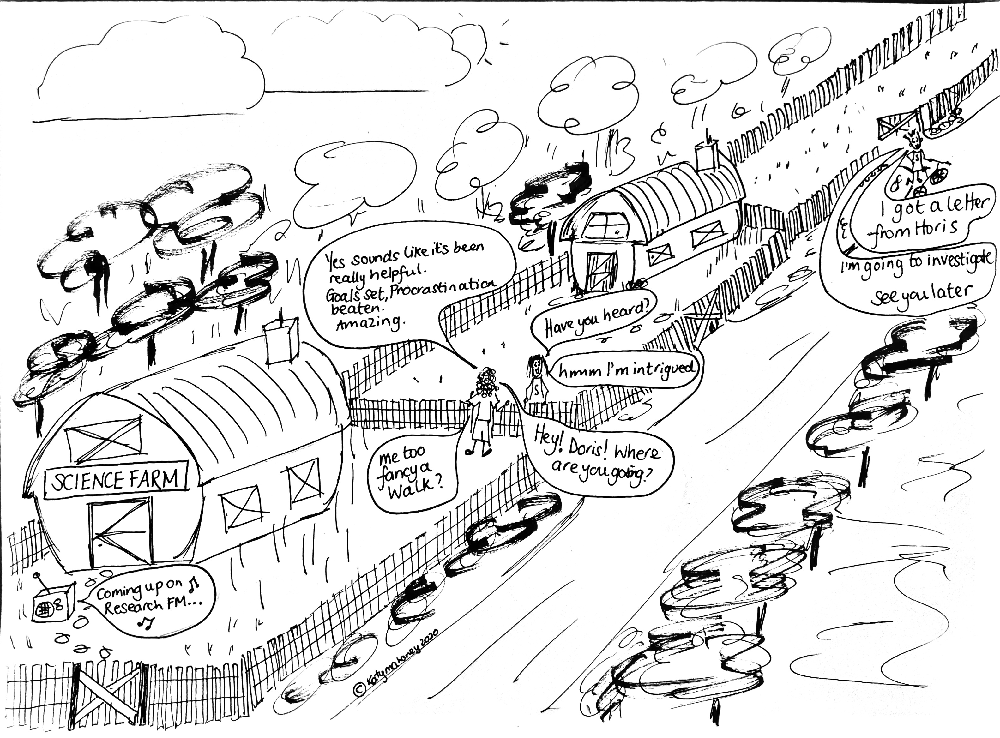 Have you heard?
Yes sounds like it's been
really helpful.
Goals set, Procrastination
beaten.
Amazing.
hmmm I'm intrigued
me too
fancy a
walk?
Hey! Doris! Where
are you going?
I got a letter
from Horis
I'm going to investigate
see you later
S
S
SCIENCE FARM
Coming up on ♫
Research FM...
♫
© Katy mahoney 2020